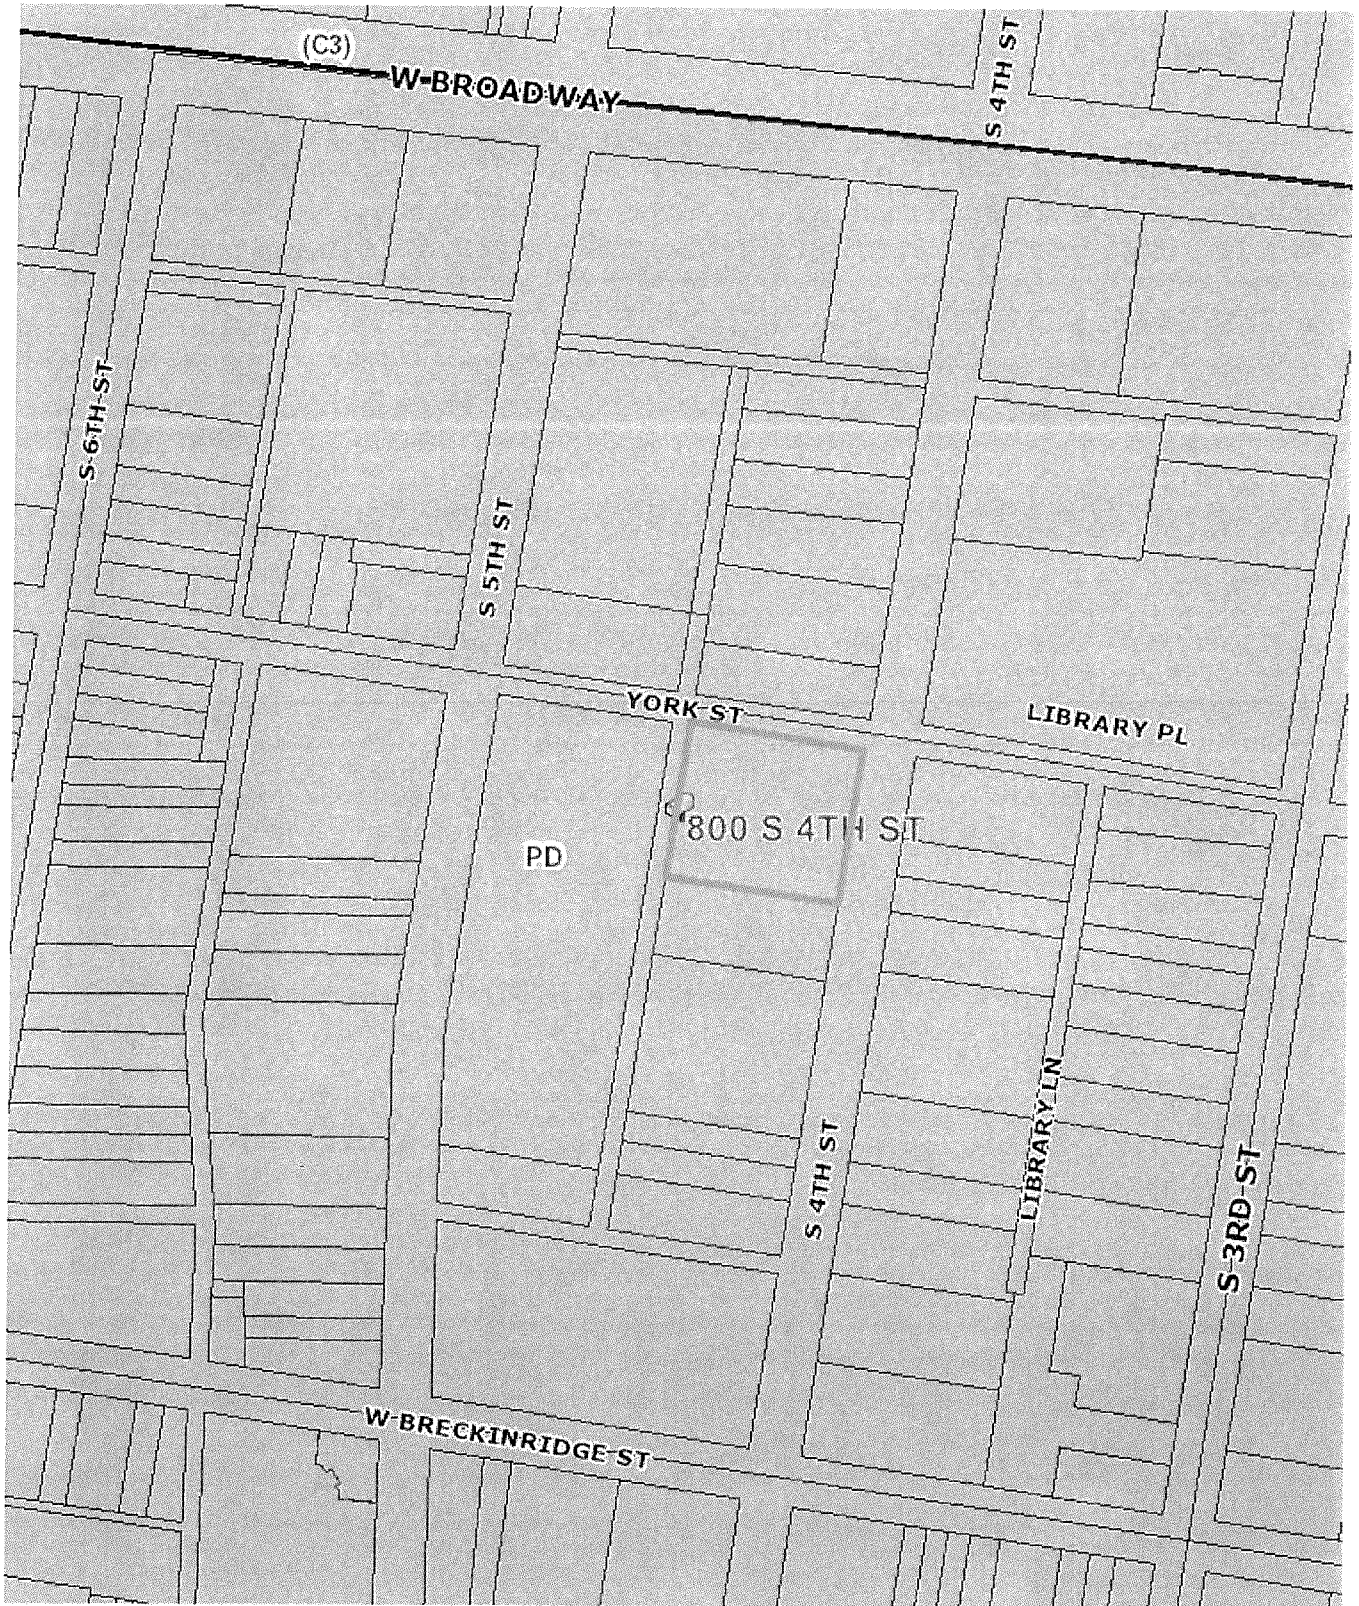 (C3)
W BROADWAY
S 4TH ST
S 6TH ST
S 5TH ST
YORK ST
LIBRARY PL
800 S 4TH ST
PD
LIBRARY LN
S 4TH ST
S 3RD ST
W BRECKINRIDGE ST